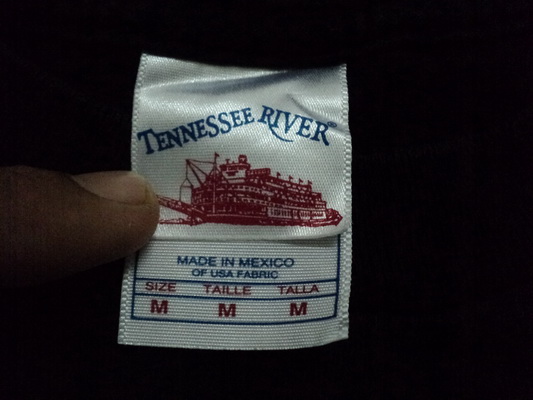 TENNESSEE RIVER®
MADE IN MEXICO
OF USA FABRIC
SIZE TAILLE TALLA
M M M